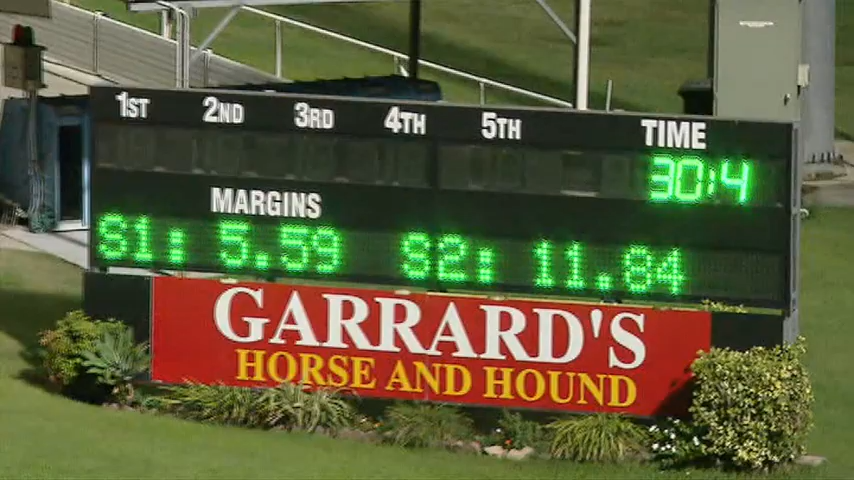 1ST 2ND 3RD 4TH 5TH TIME
30:4
MARGINS
S1: 5.59 S2: 11.84
GARRARD'S
HORSE AND HOUND